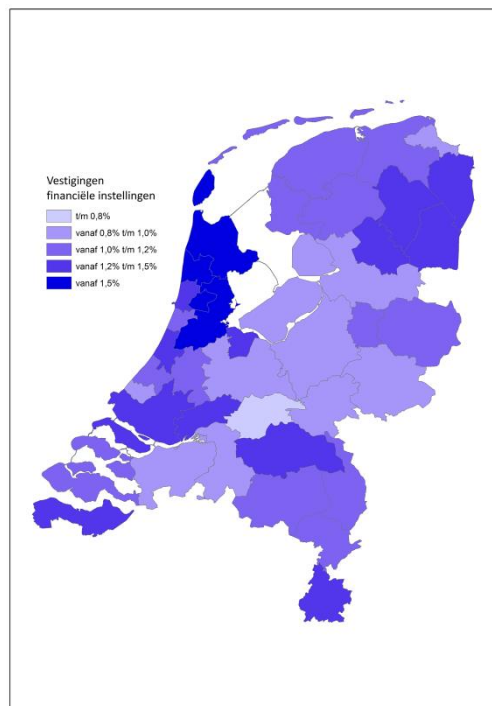 Vestigingen
financiële instellingen
t/m 0,8%
vanaf 0,8% t/m 1,0%
vanaf 1,0% t/m 1,2%
vanaf 1,2% t/m 1,5%
vanaf 1,5%